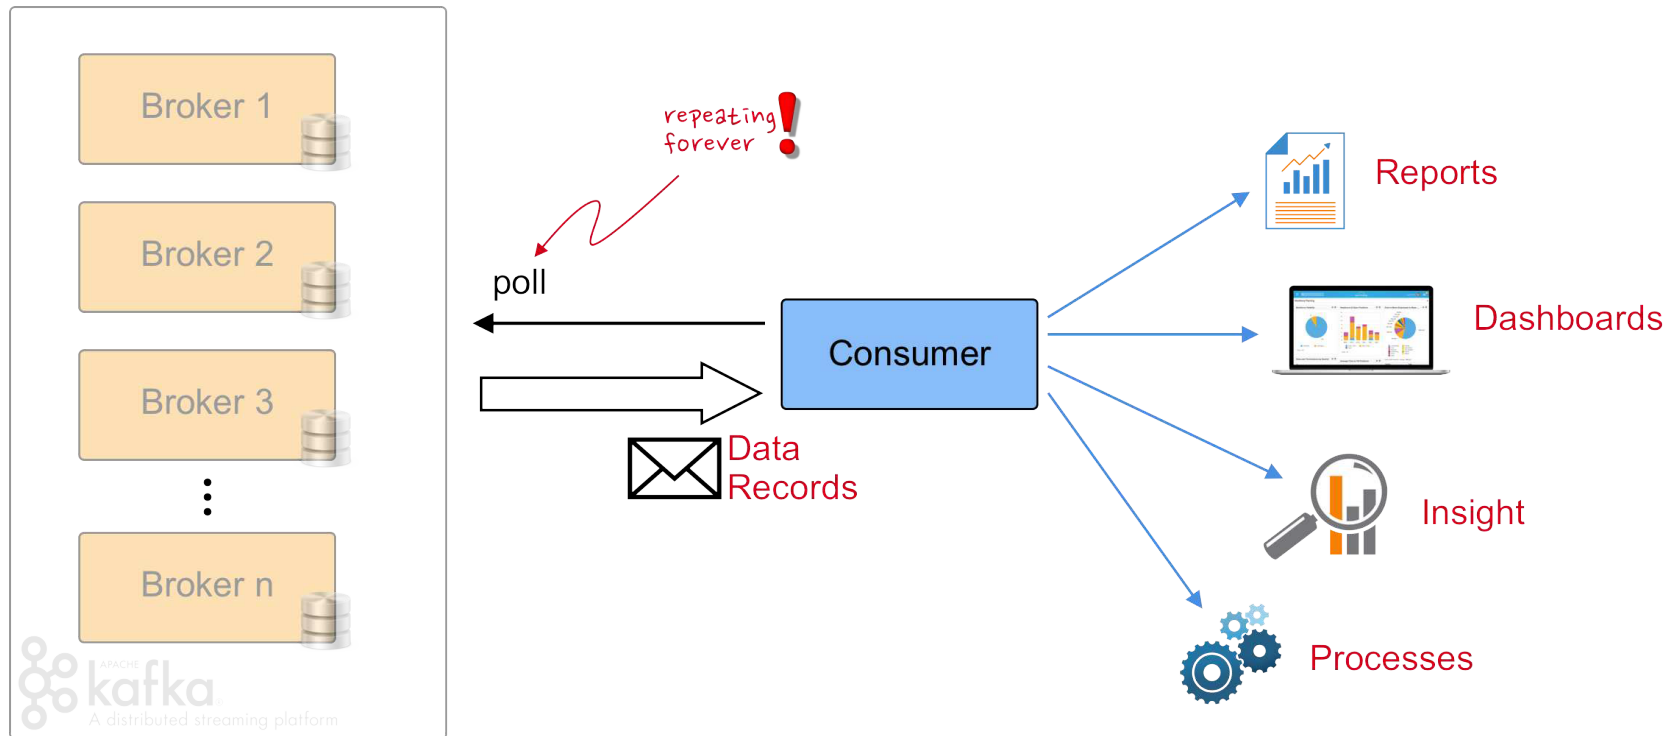 Broker 1
Broker 2
Broker 3
Broker n
APACHE
kafka
A distributed streaming platform
repeating
forever
poll
Consumer
Data
Records
Reports
Dashboards
Insight
Processes